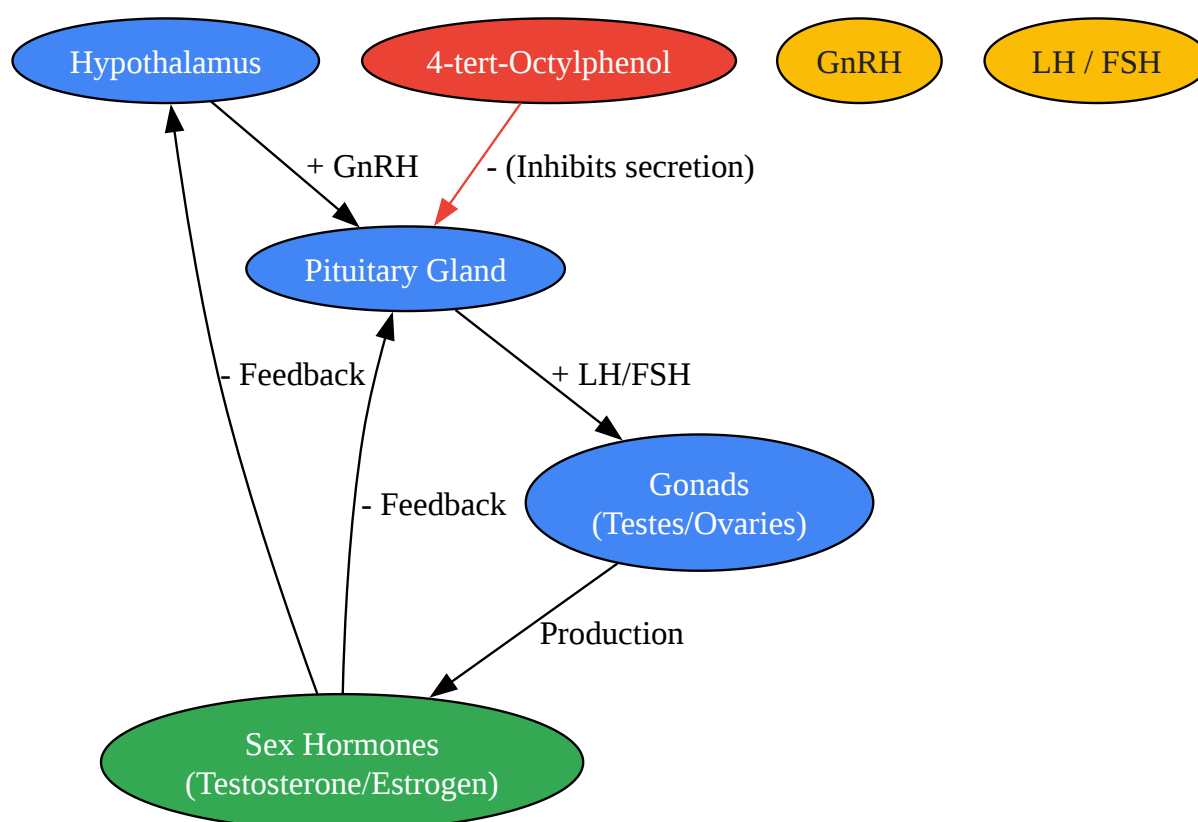 Hypothalamus
4-tert-Octylphenol
GnRH
LH / FSH
+ GnRH
- (Inhibits secretion)
Pituitary Gland
- Feedback
+ LH/FSH
Gonads
(Testes/Ovaries)
- Feedback
Production
Sex Hormones
(Testosterone/Estrogen)